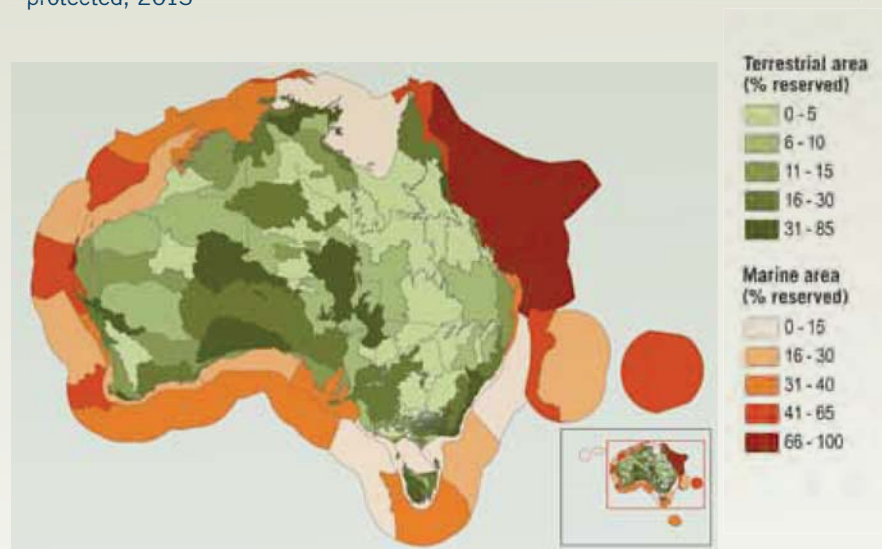 protected, 2013
Terrestrial area
(% reserved)
0 - 5
6 - 10
11 - 15
16 - 30
31 - 85
Marine area
(% reserved)
0 - 15
16 - 30
31 - 40
41 - 65
66 - 100